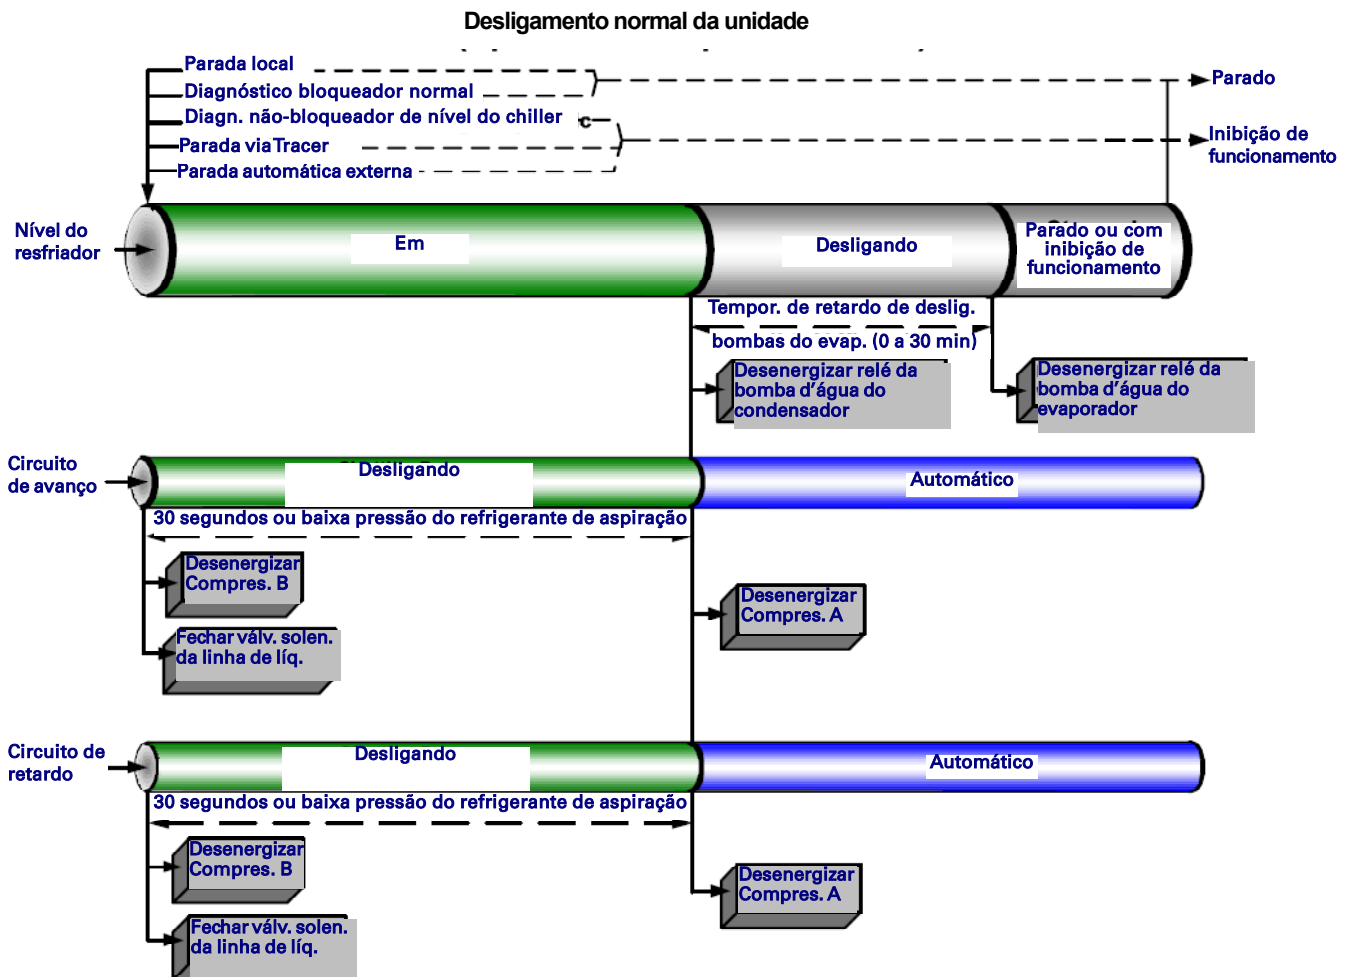 Desligamento normal da unidade
Parada local
Diagnóstico bloqueador normal
Diagn. não-bloqueador de nível do chiller
Parada via Tracer
Parada automática externa
Parado
Inibição de
funcionamento
Nível do
resfriador
Em
Desligando
Parado ou com
inibição de
funcionamento
Tempor. de retardo de deslig.
bombas do evap. (0 a 30 min)
Desenergizar relé da
bomba d'água do
condensador
Desenergizar relé da
bomba d'água do
evaporador
Circuito
de avanço
Desligando
Automático
30 segundos ou baixa pressão do refrigerante de aspiração
Desenergizar
Compres. B
Fechar válv. solen.
da linha de líq.
Desenergizar
Compres. A
Circuito de
retardo
Desligando
Automático
30 segundos ou baixa pressão do refrigerante de aspiração
Desenergizar
Compres. B
Fechar válv. solen.
da linha de líq.
Desenergizar
Compres. A